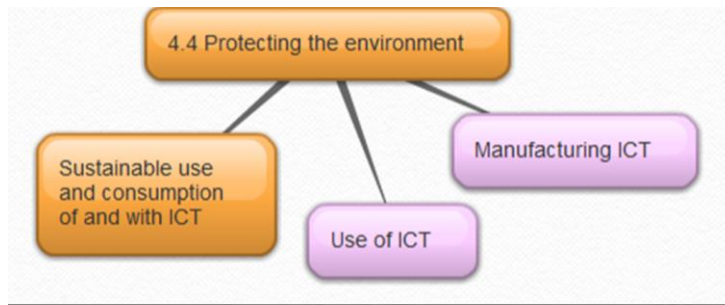 4.4 Protecting the environment
Sustainable use
and consumption
of and with ICT
Use of ICT
Manufacturing ICT